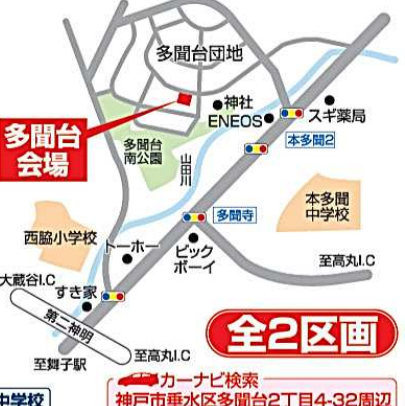 多聞台団地
神社
ENEOS
スギ薬局
多聞台
会場
多聞台
南公園
山田川
本多聞2
多聞寺
本多聞
中学校
西脇小学校
トーホー
ビック
ボーイ
至高丸I.C
大蔵谷I.C
すき家
第二神明
全2区画
至舞子駅
至高丸I.C
カーナビ検索
中学校
神戸市垂水区多聞台2丁目4-32周辺